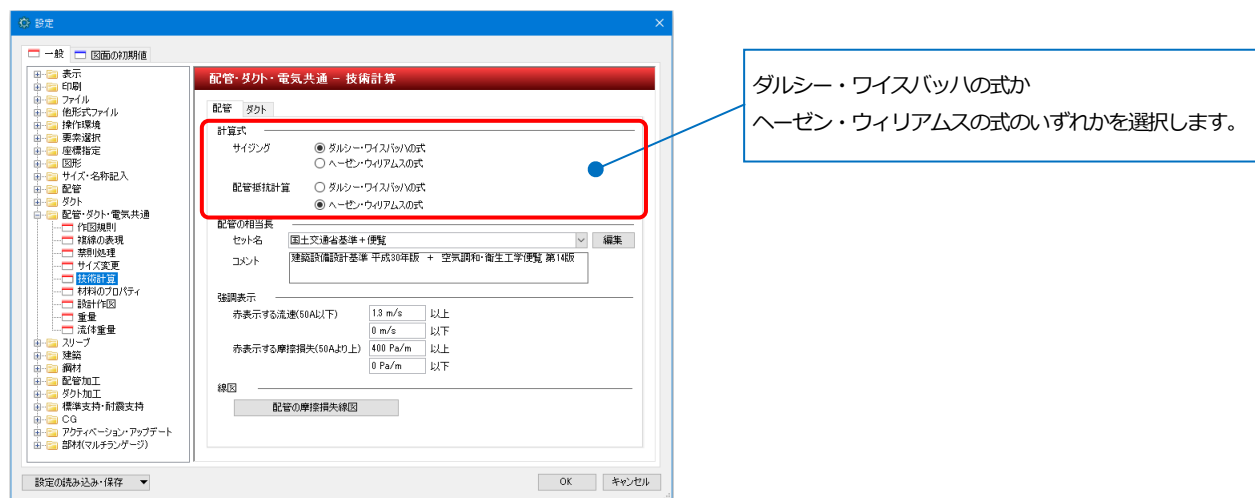 設定
一般 図面の初期値
表示
印刷
ファイル
他形式ファイル
操作環境
要素選択
座標指定
図形
サイズ・名称記入
配管
ダクト
配管・ダクト・電気共通
作図規則
複線の表現
禁則処理
サイズ変更
技術計算
材料のプロパティ
設計作図
重量
流体重量
スリーブ
建築
鋼材
配管加工
ダクト加工
標準支持・耐震支持
CG
アクティベーション・アップデート
部材(マルチランゲージ)
配管・ダクト・電気共通 - 技術計算
配管 ダクト
計算式
サイジング ダルシー・ワイスバッハの式
ヘーゼン・ウィリアムスの式
配管抵抗計算 ダルシー・ワイスバッハの式
ヘーゼン・ウィリアムスの式
配管の相当長
セット名 国土交通省基準+便覧 編集
コメント 建築設備設計基準 平成30年版 + 空気調和・衛生工学便覧 第14版
強調表示
赤表示する流速(50A以下) 1.3 m/s 以上
0 m/s 以下
赤表示する摩擦損失(50Aより上) 400 Pa/m 以上
0 Pa/m 以下
線図
配管の摩擦損失線図
設定の読み込み・保存 OK キャンセル
ダルシー・ワイスバッハの式か
ヘーゼン・ウィリアムスの式のいずれかを選択します。